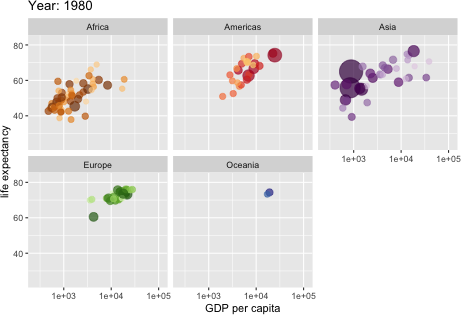 Year: 1980
Africa
Americas
Asia
80
60
40
life expectancy
1e+03
1e+04
1e+05
Europe
Oceania
80
60
40
1e+03
1e+04
1e+05
1e+03
1e+04
1e+05
GDP per capita